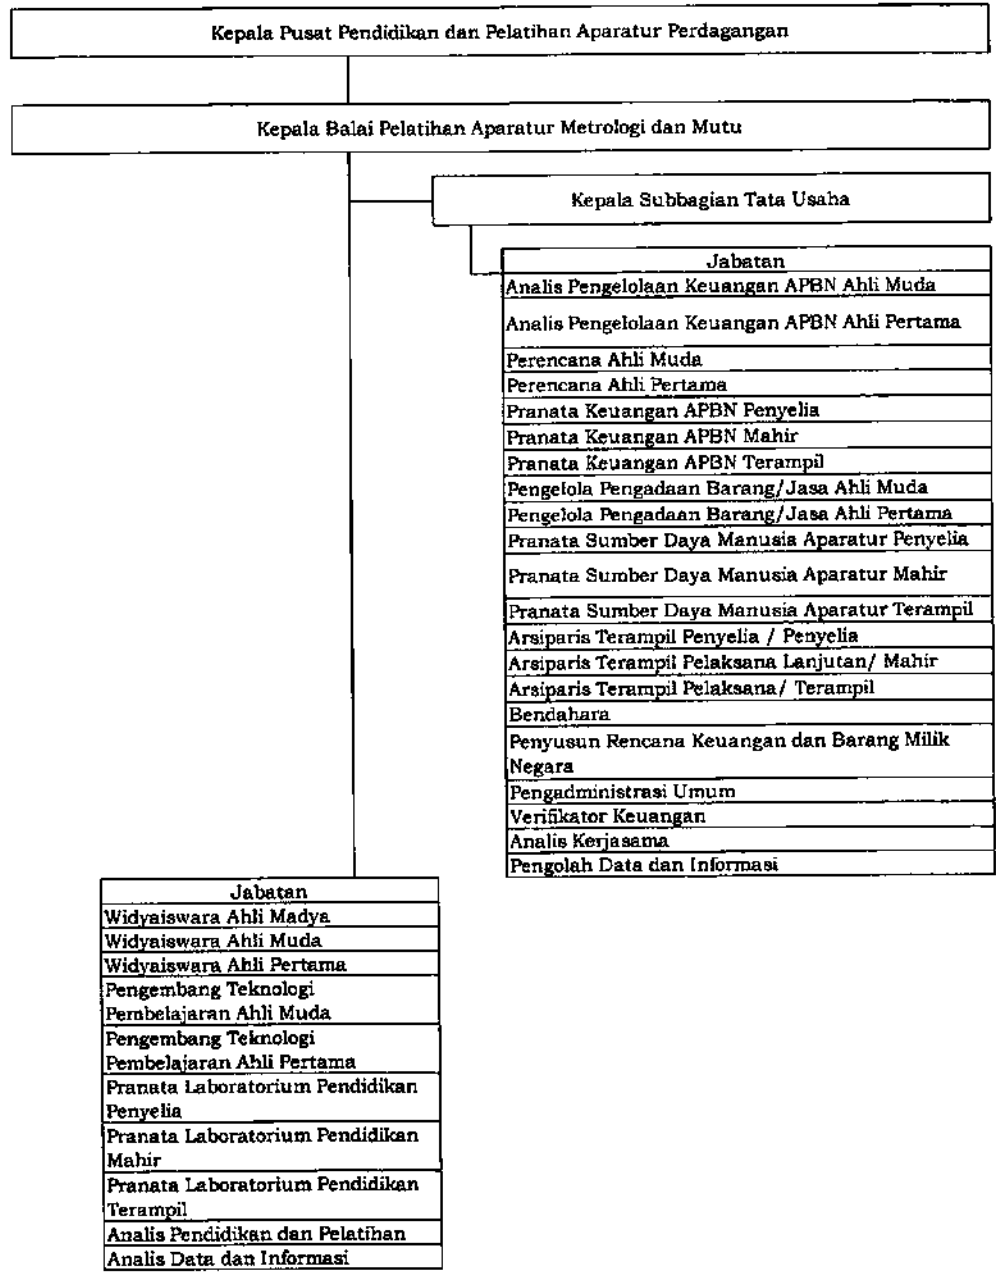 Kepala Pusat Pendidikan dan Pelatihan Aparatur Perdagangan
Kepala Balai Pelatihan Aparatur Metrologi dan Mutu
Kepala Subbagian Tata Usaha
Jabatan
Analis Pengelolaan Keuangan APBN Ahli Muda
Analis Pengelolaan Keuangan APBN Ahli Pertama
Perencana Ahli Muda
Perencana Ahli Pertama
Pranata Keuangan APBN Penyelia
Pranata Keuangan APBN Mahir
Pranata Keuangan APBN Terampil
Pengelola Pengadaan Barang/Jasa Ahli Muda
Pengelola Pengadaan Barang/Jasa Ahli Pertama
Pranata Sumber Daya Manusia Aparatur Penyelia
Pranata Sumber Daya Manusia Aparatur Mahir
Pranata Sumber Daya Manusia Aparatur Terampil
Arsiparis Terampil Penyelia / Penyelia
Arsiparis Terampil Pelaksana Lanjutan/ Mahir
Arsiparis Terampil Pelaksana/ Terampil
Bendahara
Penyusun Rencana Keuangan dan Barang Milik
Negara
Pengadministrasi Umum
Verifikator Keuangan
Analis Kerjasama
Pengolah Data dan Informasi
Jabatan
Widyaiswara Ahli Madya
Widyaiswara Ahli Muda
Widyaiswara Ahli Pertama
Pengembang Teknologi
Pembelajaran Ahli Muda
Pengembang Teknologi
Pembelajaran Ahli Pertama
Pranata Laboratorium Pendidikan
Penyelia
Pranata Laboratorium Pendidikan
Mahir
Pranata Laboratorium Pendidikan
Terampil
Analis Pendidikan dan Pelatihan
Analis Data dan Informasi